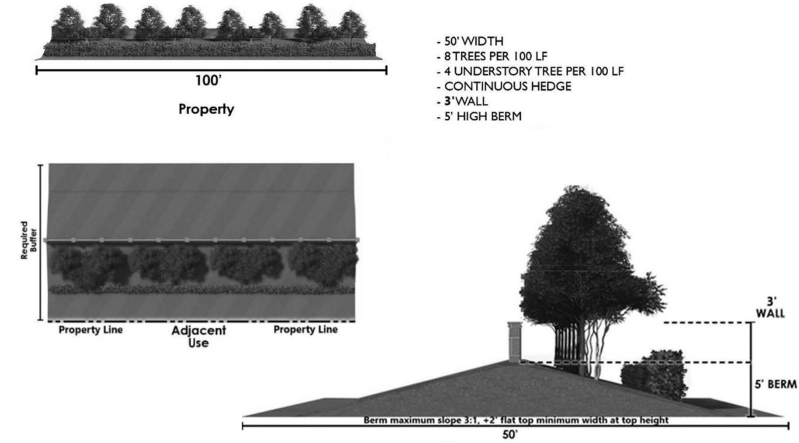 100'
Property
- 50' WIDTH
- 8 TREES PER 100 LF
- 4 UNDERSTORY TREE PER 100 LF
- CONTINUOUS HEDGE
- 3' WALL
- 5' HIGH BERM
Required
Buffer
Property Line
Adjacent
Use
Property Line
3'
WALL
5' BERM
Berm maximum slope 3:1, +2' flat top minimum width at top height
50'